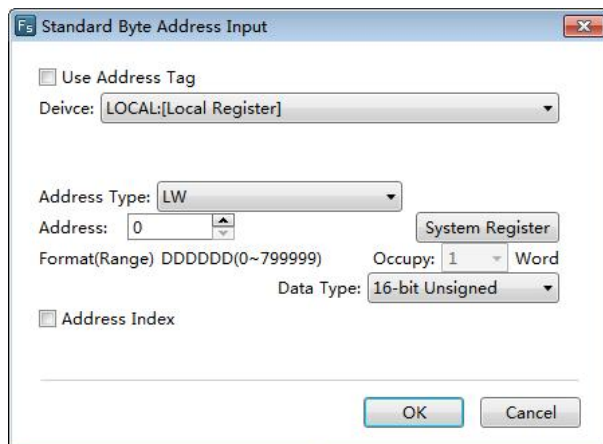 Fs Standard Byte Address Input
Use Address Tag
Deivce: LOCAL:[Local Register]
Address Type: LW
Address: 0 System Register
Format(Range) DDDDDD(0~799999) Occupy: 1 Word
Data Type: 16-bit Unsigned
Address Index
OK Cancel